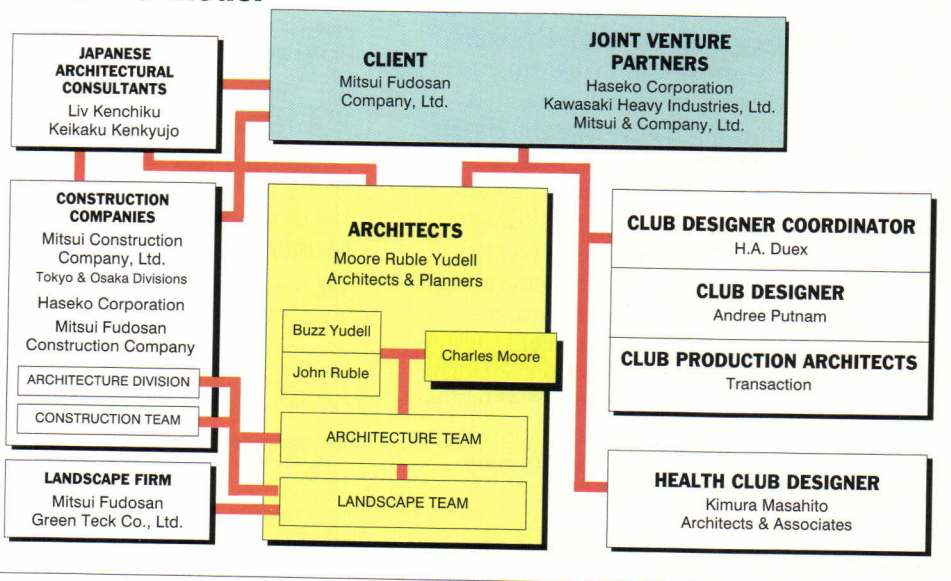 JAPANESE
ARCHITECTURAL
CONSULTANTS
Liv Kenchiku
Keikaku Kenkyujo
CLIENT
Mitsui Fudosan
Company, Ltd.
JOINT VENTURE
PARTNERS
Haseko Corporation
Kawasaki Heavy Industries, Ltd.
Mitsui & Company, Ltd.
CONSTRUCTION
COMPANIES
Mitsui Construction
Company, Ltd.
Tokyo & Osaka Divisions
Haseko Corporation
Mitsui Fudosan
Construction Company
ARCHITECTURE DIVISION
CONSTRUCTION TEAM
LANDSCAPE FIRM
Mitsui Fudosan
Green Teck Co., Ltd.
ARCHITECTS
Moore Ruble Yudell
Architects & Planners
Buzz Yudell
John Ruble
Charles Moore
ARCHITECTURE TEAM
LANDSCAPE TEAM
CLUB DESIGNER COORDINATOR
H.A. Duex
CLUB DESIGNER
Andree Putnam
CLUB PRODUCTION ARCHITECTS
Transaction
HEALTH CLUB DESIGNER
Kimura Masahito
Architects & Associates